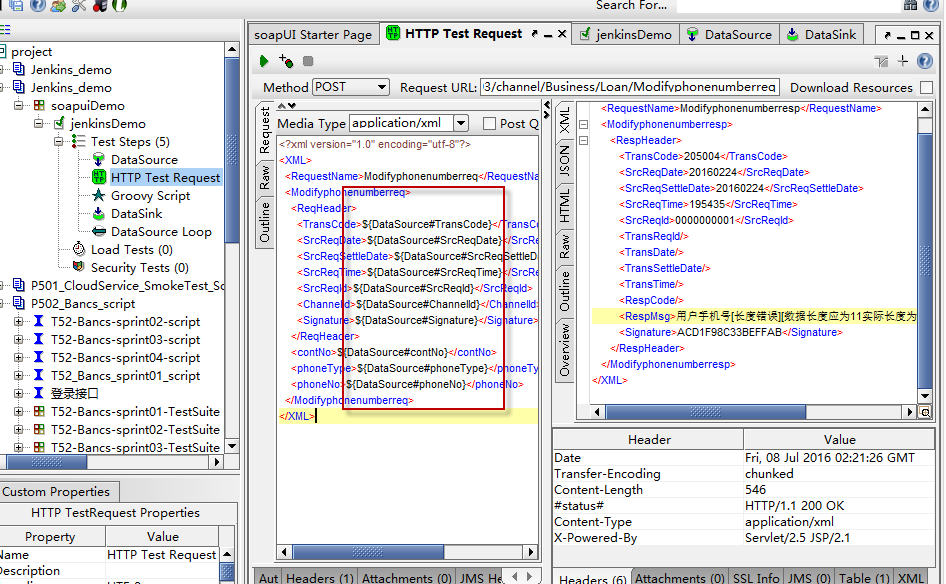 Search For...
project
Jenkins_demo
Jenkins_demo
soapuiDemo
jenkinsDemo
Test Steps (5)
DataSource
HTTP Test Request
Groovy Script
DataSink
DataSource Loop
Load Tests (0)
Security Tests (0)
P501_CloudService_SmokeTest_Sc
P502_Bancs_script
T52-Bancs-sprint02-script
T52-Bancs-sprint03-script
T52-Bancs-sprint04-script
T52_Bancs_sprint01_script
登录接口
T52-Bancs-sprint01-TestSuite
T52-Bancs-sprint02-TestSuite
T52-Bancs-sprint03-TestSuite
Custom Properties
HTTP TestRequest Properties
Property Value
Name HTTP Test Request
Description
soapUI Starter Page HTTP Test Request jenkinsDemo DataSource DataSink
Method POST Request URL: 3/channel/Business/Loan/Modifyphonenumberreq Download Resources
Request
Raw
Outline
Media Type application/xml Post Q
<?xml version="1.0" encoding="utf-8"?>
<XML>
<RequestName>Modifyphonenumberreq</RequestNa
<Modifyphonenumberreq>
<ReqHeader>
<TransCode>${DataSource#TransCode}</TransCo
<SrcReqDate>${DataSource#SrcReqDate}</SrcRe
<SrcReqSettleDate>${DataSource#SrcReqSettleD
<SrcReqTime>${DataSource#SrcReqTime}</SrcRe
<SrcReqId>${DataSource#SrcReqId}</SrcReqId>
<ChannelId>${DataSource#ChannelId}</ChannelId>
<Signature>${DataSource#Signature}</Signature>
</ReqHeader>
<contNo>${DataSource#contNo}</contNo>
<phoneType>${DataSource#phoneType}</phoneTy
<phoneNo>${DataSource#phoneNo}</phoneNo>
</Modifyphonenumberreq>
</XML>
Aut Headers (1) Attachments (0) JMS He
XML
JSON
HTML
Raw
Outline
Overview
<RequestName>Modifyphonenumberresp</RequestName>
<Modifyphonenumberresp>
<RespHeader>
<TransCode>205004</TransCode>
<SrcReqDate>20160224</SrcReqDate>
<SrcReqSettleDate>20160224</SrcReqSettleDate>
<SrcReqTime>195435</SrcReqTime>
<SrcReqId>0000000001</SrcReqId>
<TransReqId/>
<TransDate/>
<TransSettleDate/>
<TransTime/>
<RespCode/>
<RespMsg>用户手机号[长度错误][数据长度应为11实际长度为
<Signature>ACD1F98C33BEFFAB</Signature>
</RespHeader>
</Modifyphonenumberresp>
</XML>
Header Value
Date Fri, 08 Jul 2016 02:21:26 GMT
Transfer-Encoding chunked
Content-Length 546
#status# HTTP/1.1 200 OK
Content-Type application/xml
X-Powered-By Servlet/2.5 JSP/2.1
Headers (6) Attachments (0) SSL Info JMS (0) Table (1) XML